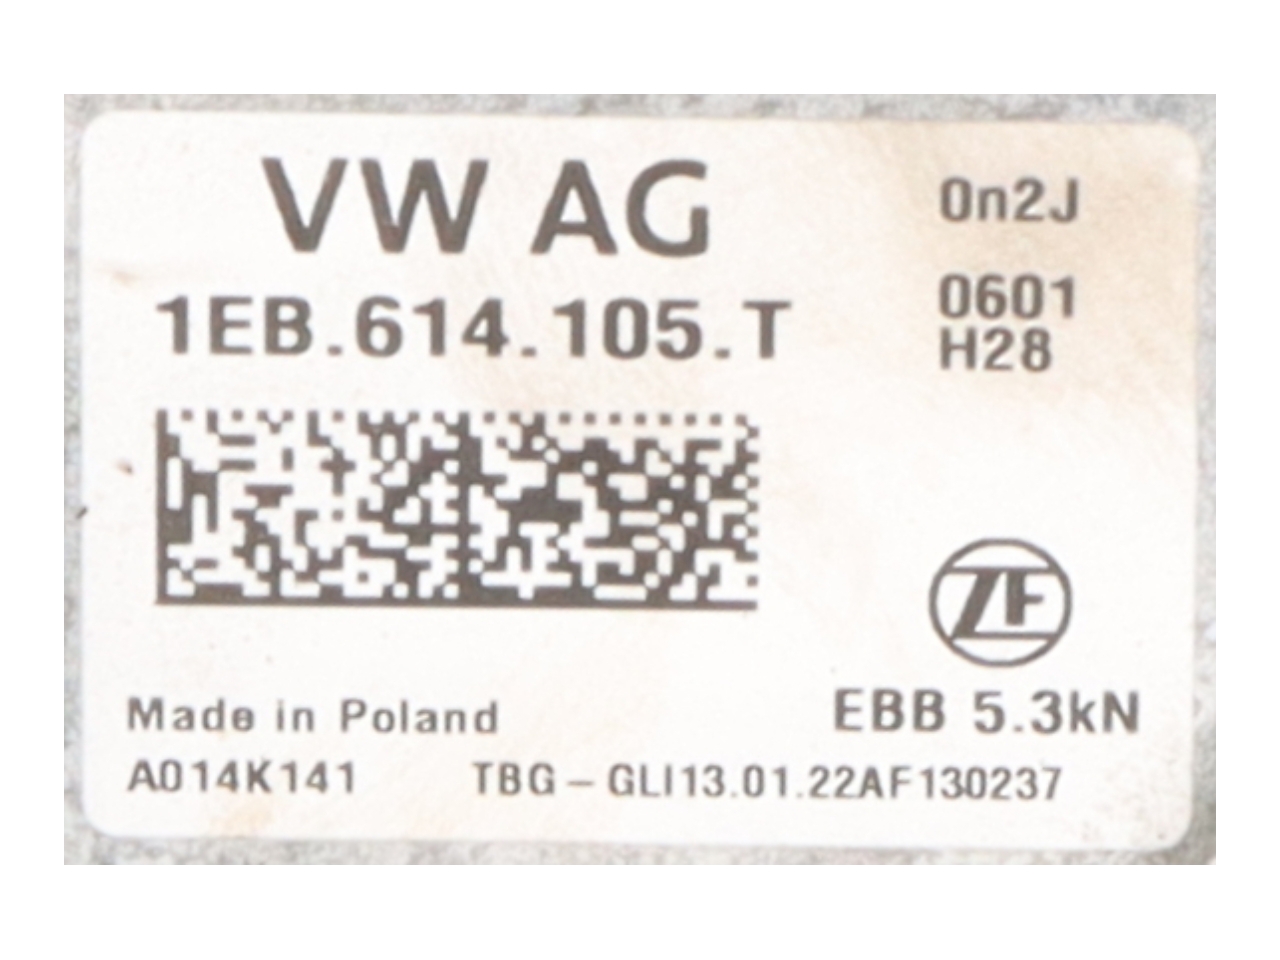 VW AG
0n2J
1EB.614.105.T
0601
H28
ZF
EBB 5.3kN
Made in Poland
A014K141 TBG-GLI13.01.22AF130237